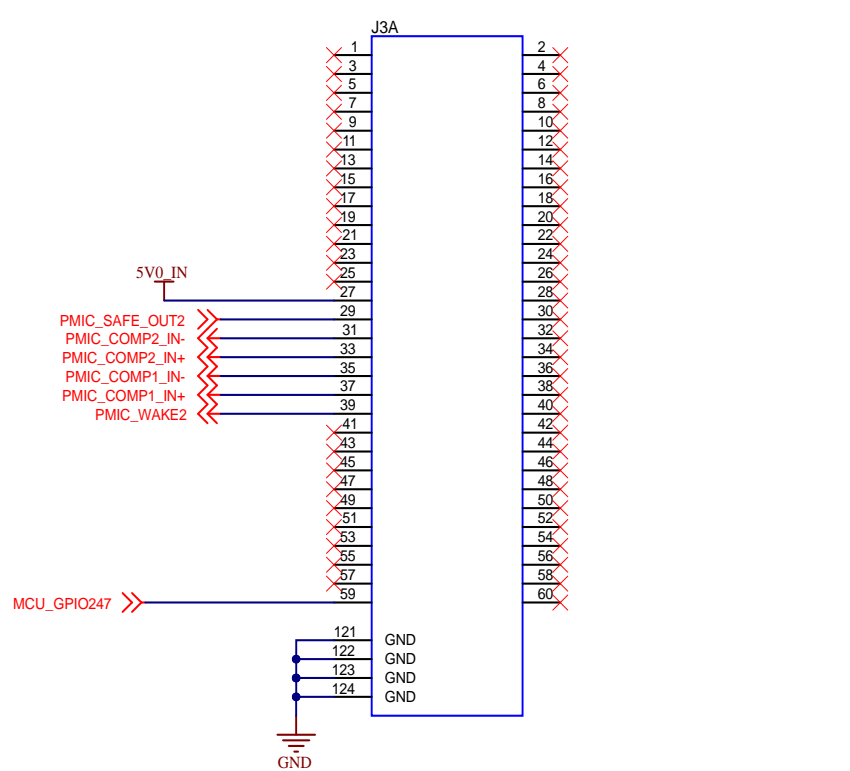 J3A
1 2
3 4
5 6
7 8
9 10
11 12
13 14
15 16
17 18
19 20
21 22
23 24
25 26
5V0_IN
27 28
PMIC_SAFE_OUT2 29 30
PMIC_COMP2_IN- 31 32
PMIC_COMP2_IN+ 33 34
PMIC_COMP1_IN- 35 36
PMIC_COMP1_IN+ 37 38
PMIC_WAKE2 39 40
41 42
43 44
45 46
47 48
49 50
51 52
53 54
55 56
57 58
MCU_GPIO247 59 60
121 GND
122 GND
123 GND
124 GND
GND